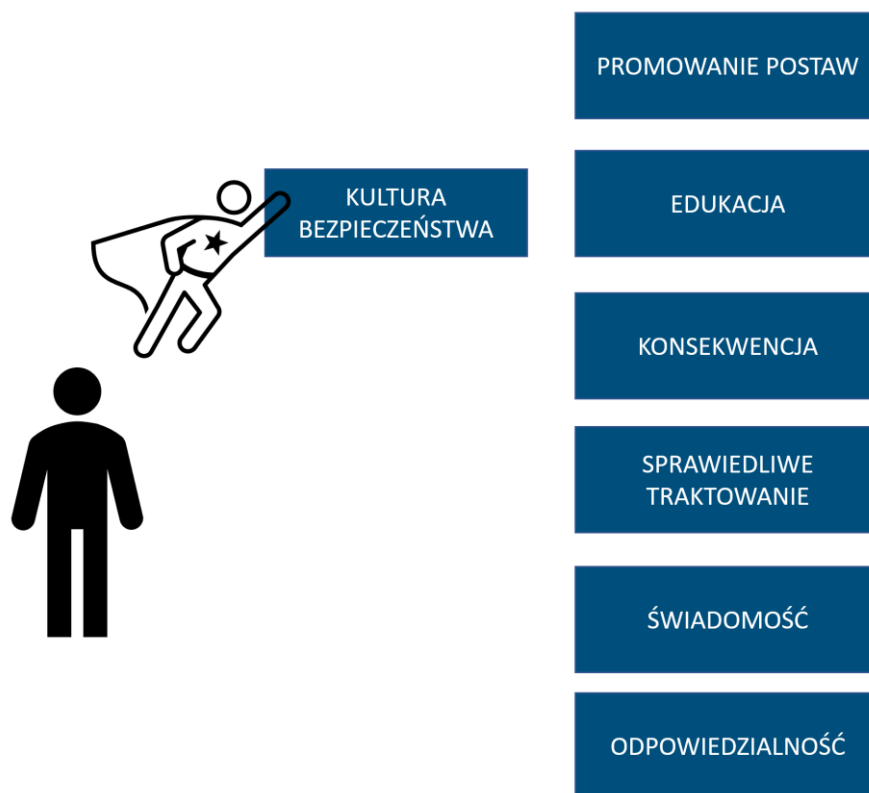 KULTURA
BEZPIECZEŃSTWA
PROMOWANIE POSTAW
EDUKACJA
KONSEKWENCJA
SPRAWIEDLIWE
TRAKTOWANIE
ŚWIADOMOŚĆ
ODPOWIEDZIALNOŚĆ